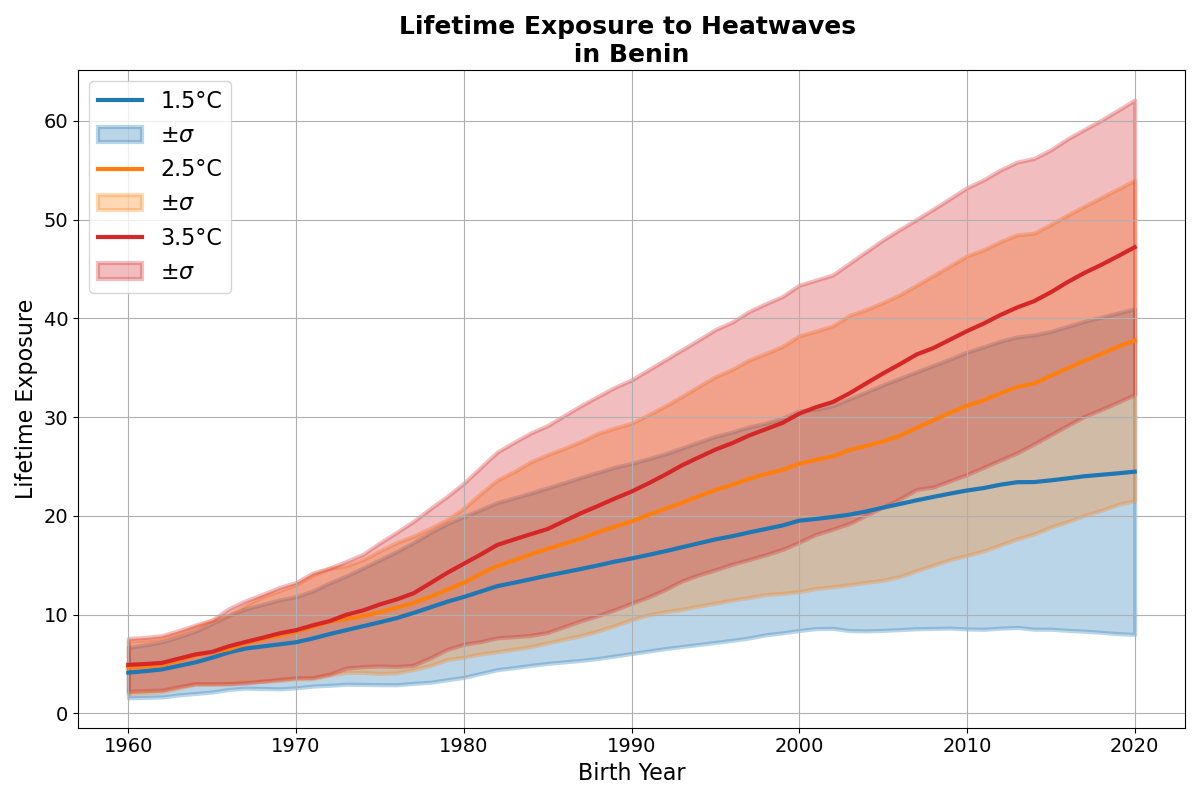 Lifetime Exposure to Heatwaves
in Benin
1.5°C
±σ
2.5°C
±σ
3.5°C
±σ
60
50
40
30
20
10
0
Lifetime Exposure
1960 1970 1980 1990 2000 2010 2020
Birth Year